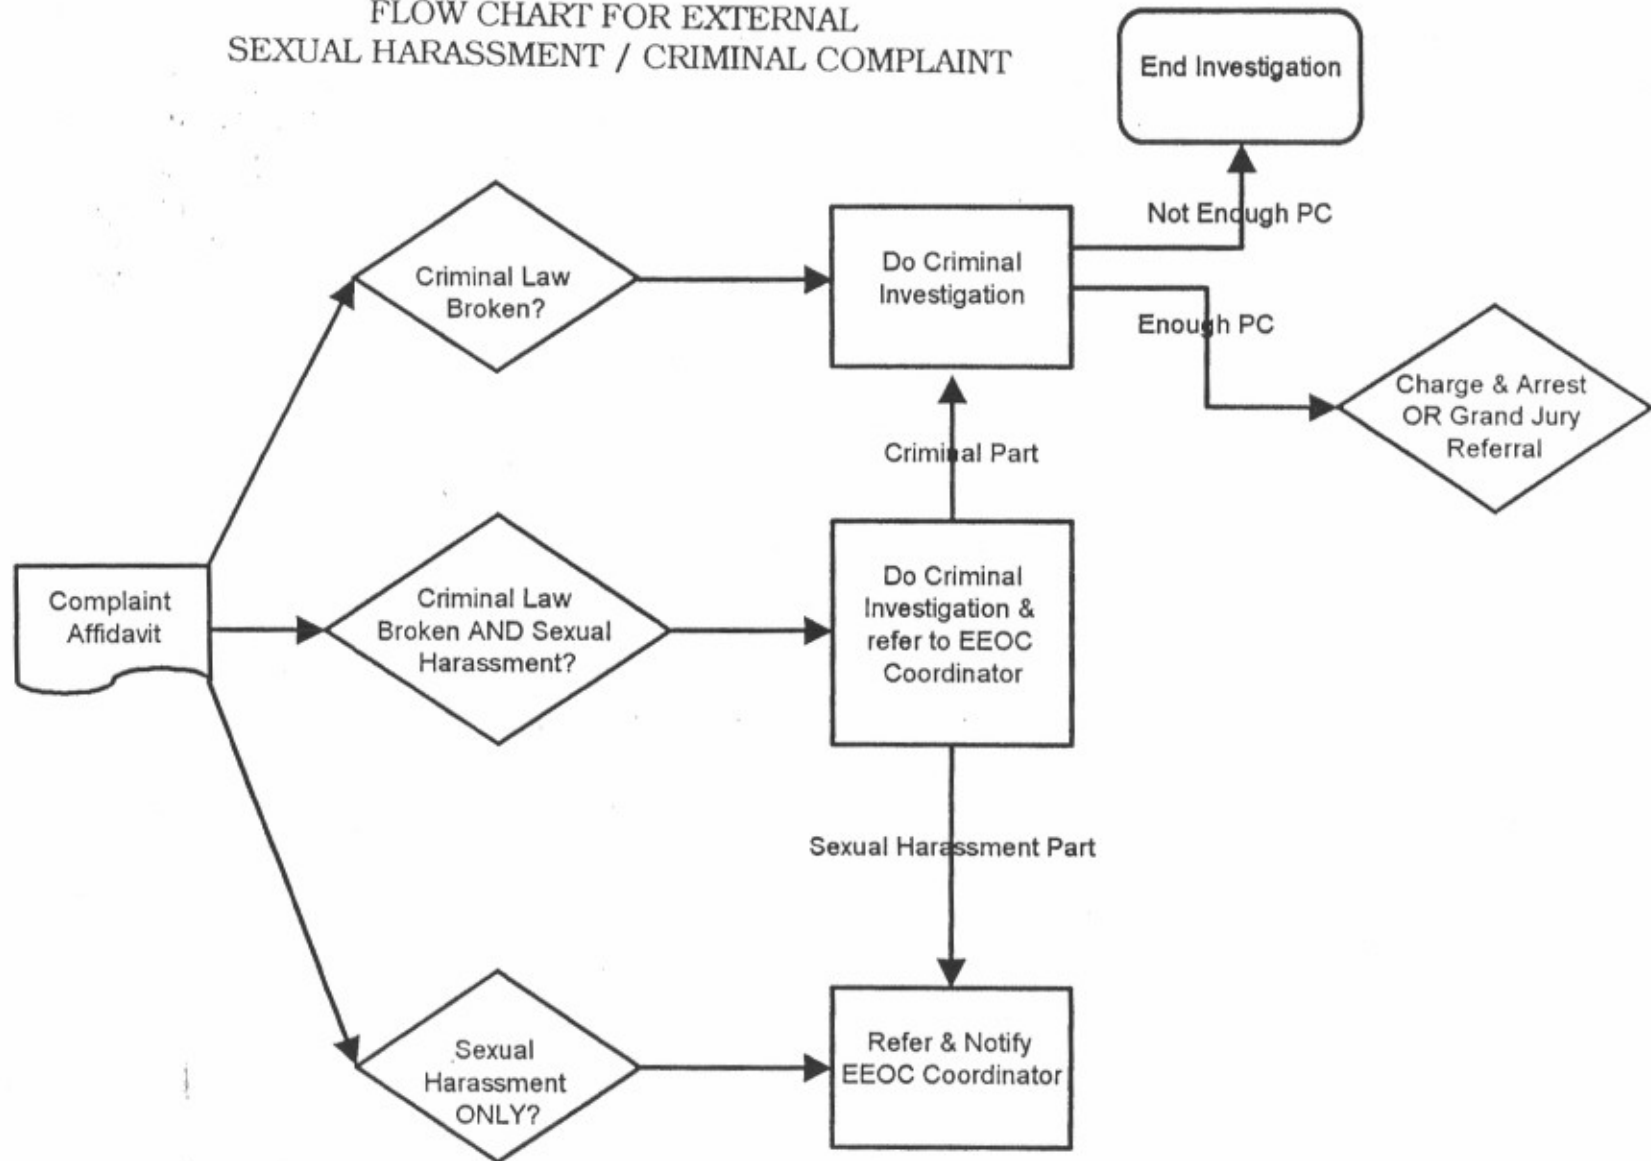 FLOW CHART FOR EXTERNAL
SEXUAL HARASSMENT / CRIMINAL COMPLAINT
End Investigation
Not Enough PC
Criminal Law
Broken?
Do Criminal
Investigation
Enough PC
Charge & Arrest
OR Grand Jury
Referral
Criminal Part
Complaint
Affidavit
Criminal Law
Broken AND Sexual
Harassment?
Do Criminal
Investigation &
refer to EEOC
Coordinator
Sexual Harassment Part
Sexual
Harassment
ONLY?
Refer & Notify
EEOC Coordinator